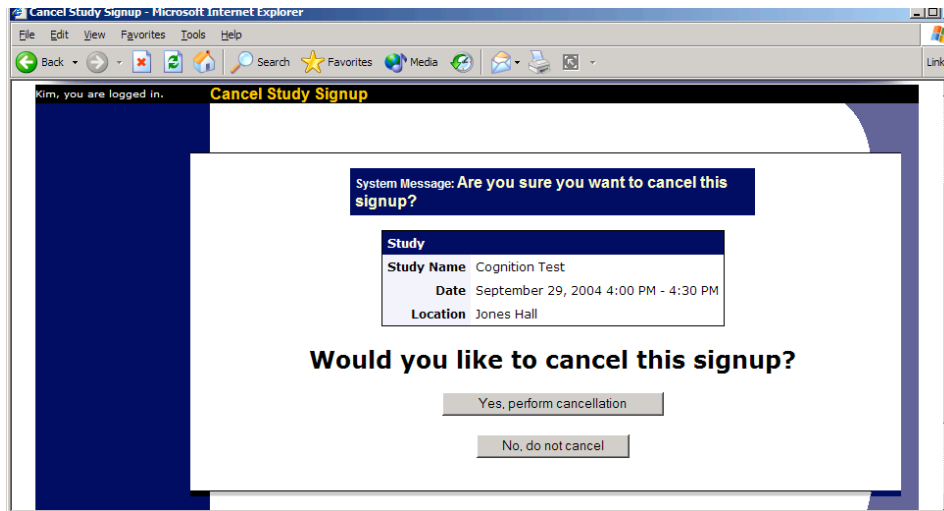 Cancel Study Signup - Microsoft Internet Explorer
File Edit View Favorites Tools Help
Back Search Favorites Media
Link
Kim, you are logged in. Cancel Study Signup
System Message: Are you sure you want to cancel this
signup?
Study
Study Name Cognition Test
Date September 29, 2004 4:00 PM - 4:30 PM
Location Jones Hall
Would you like to cancel this signup?
Yes, perform cancellation
No, do not cancel